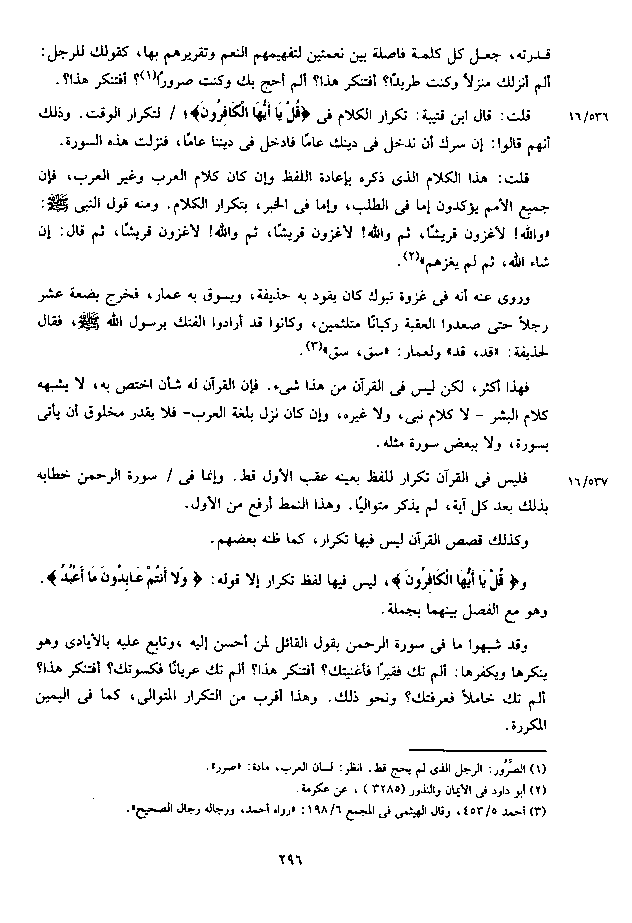 قدرته، جعل كل كلمة فاصلة بين نعمتين لتفهيمهم النعم وتقريرهم بها، كقولك للرجل:
ألم أنزلك منزلاً وكنت طريدًا؟ أفتنكر هذا؟ ألم أحج بك وكنت صرورًا(١)؟ أفتنكر هذا؟.
١٦/٥٣٦ قلت: قال ابن قتيبة: تكرار الكلام فى ﴿قُلْ يَا أَيُّهَا الْكَافِرُونَ﴾؛ / لتكرار الوقت. وذلك
أنهم قالوا: إن سرك أن ندخل فى دينك عامًا فادخل فى ديننا عامًا، فنزلت هذه السورة.
قلت: هذا الكلام الذى ذكره بإعادة اللفظ وإن كان كلام العرب وغير العرب، فإن
جميع الأمم يؤكدون إما فى الطلب، وإما فى الخبر، بتكرار الكلام. ومنه قول النبى ﷺ:
«والله! لأغزون قريشًا، ثم والله! لأغزون قريشًا، ثم والله! لأغزون قريشًا، ثم قال: إن
شاء الله، ثم لم يغزهم»(٢).
وروى عنه أنه فى غزوة تبوك كان يقود به حذيفة، ويسوق به عمار، فخرج بضعة عشر
رجلاً حتى صعدوا العقبة ركبانًا متلثمين، وكانوا قد أرادوا الفتك برسول الله ﷺ، فقال
لحذيفة: «قد، قد» ولعمار: «سق، سق»(٣).
فهذا أكثر، لكن ليس فى القرآن من هذا شىء. فإن القرآن له شأن اختص به، لا يشبهه
كلام البشر - لا كلام نبى، ولا غيره، وإن كان نزل بلغة العرب- فلا يقدر مخلوق أن يأتى
بسورة، ولا ببعض سورة مثله.
١٦/٥٣٧ فليس فى القرآن تكرار للفظ بعينه عقب الأول قط. وإنما فى / سورة الرحمن خطابه
بذلك بعد كل آية، لم يذكر متواليًا. وهذا النمط أرفع من الأول.
وكذلك قصص القرآن ليس فيها تكرار، كما ظنه بعضهم.
و﴿ قُلْ يَا أَيُّهَا الْكَافِرُونَ ﴾، ليس فيها لفظ تكرار إلا قوله: ﴿ وَلا أَنتُمْ عَابِدُونَ مَا أَعْبُدُ ﴾.
وهو مع الفصل بينهما بجملة.
وقد شبهوا ما فى سورة الرحمن بقول القائل لمن أحسن إليه ،وتابع عليه بالأيادى وهو
ينكرها ويكفرها: ألم تك فقيرًا فأغنيتك؟ أفتنكر هذا؟ ألم تك عريانًا فكسوتك؟ أفتنكر هذا؟
ألم تك خاملاً فعرفتك؟ ونحو ذلك. وهذا أقرب من التكرار المتوالى، كما فى اليمين
المكررة.
(١) الصَّرُور: الرجل الذى لم يحج قط. انظر: لسان العرب، مادة: «صرر».
(٢) أبو داود فى الأيمان والنذور (٣٢٨٥) ، عن عكرمة.
(٣) أحمد ٤٥٣/٥، وقال الهيثمى فى المجمع ١٩٨/٦: «رواه أحمد، ورجاله رجال الصحيح».
٢٩٦